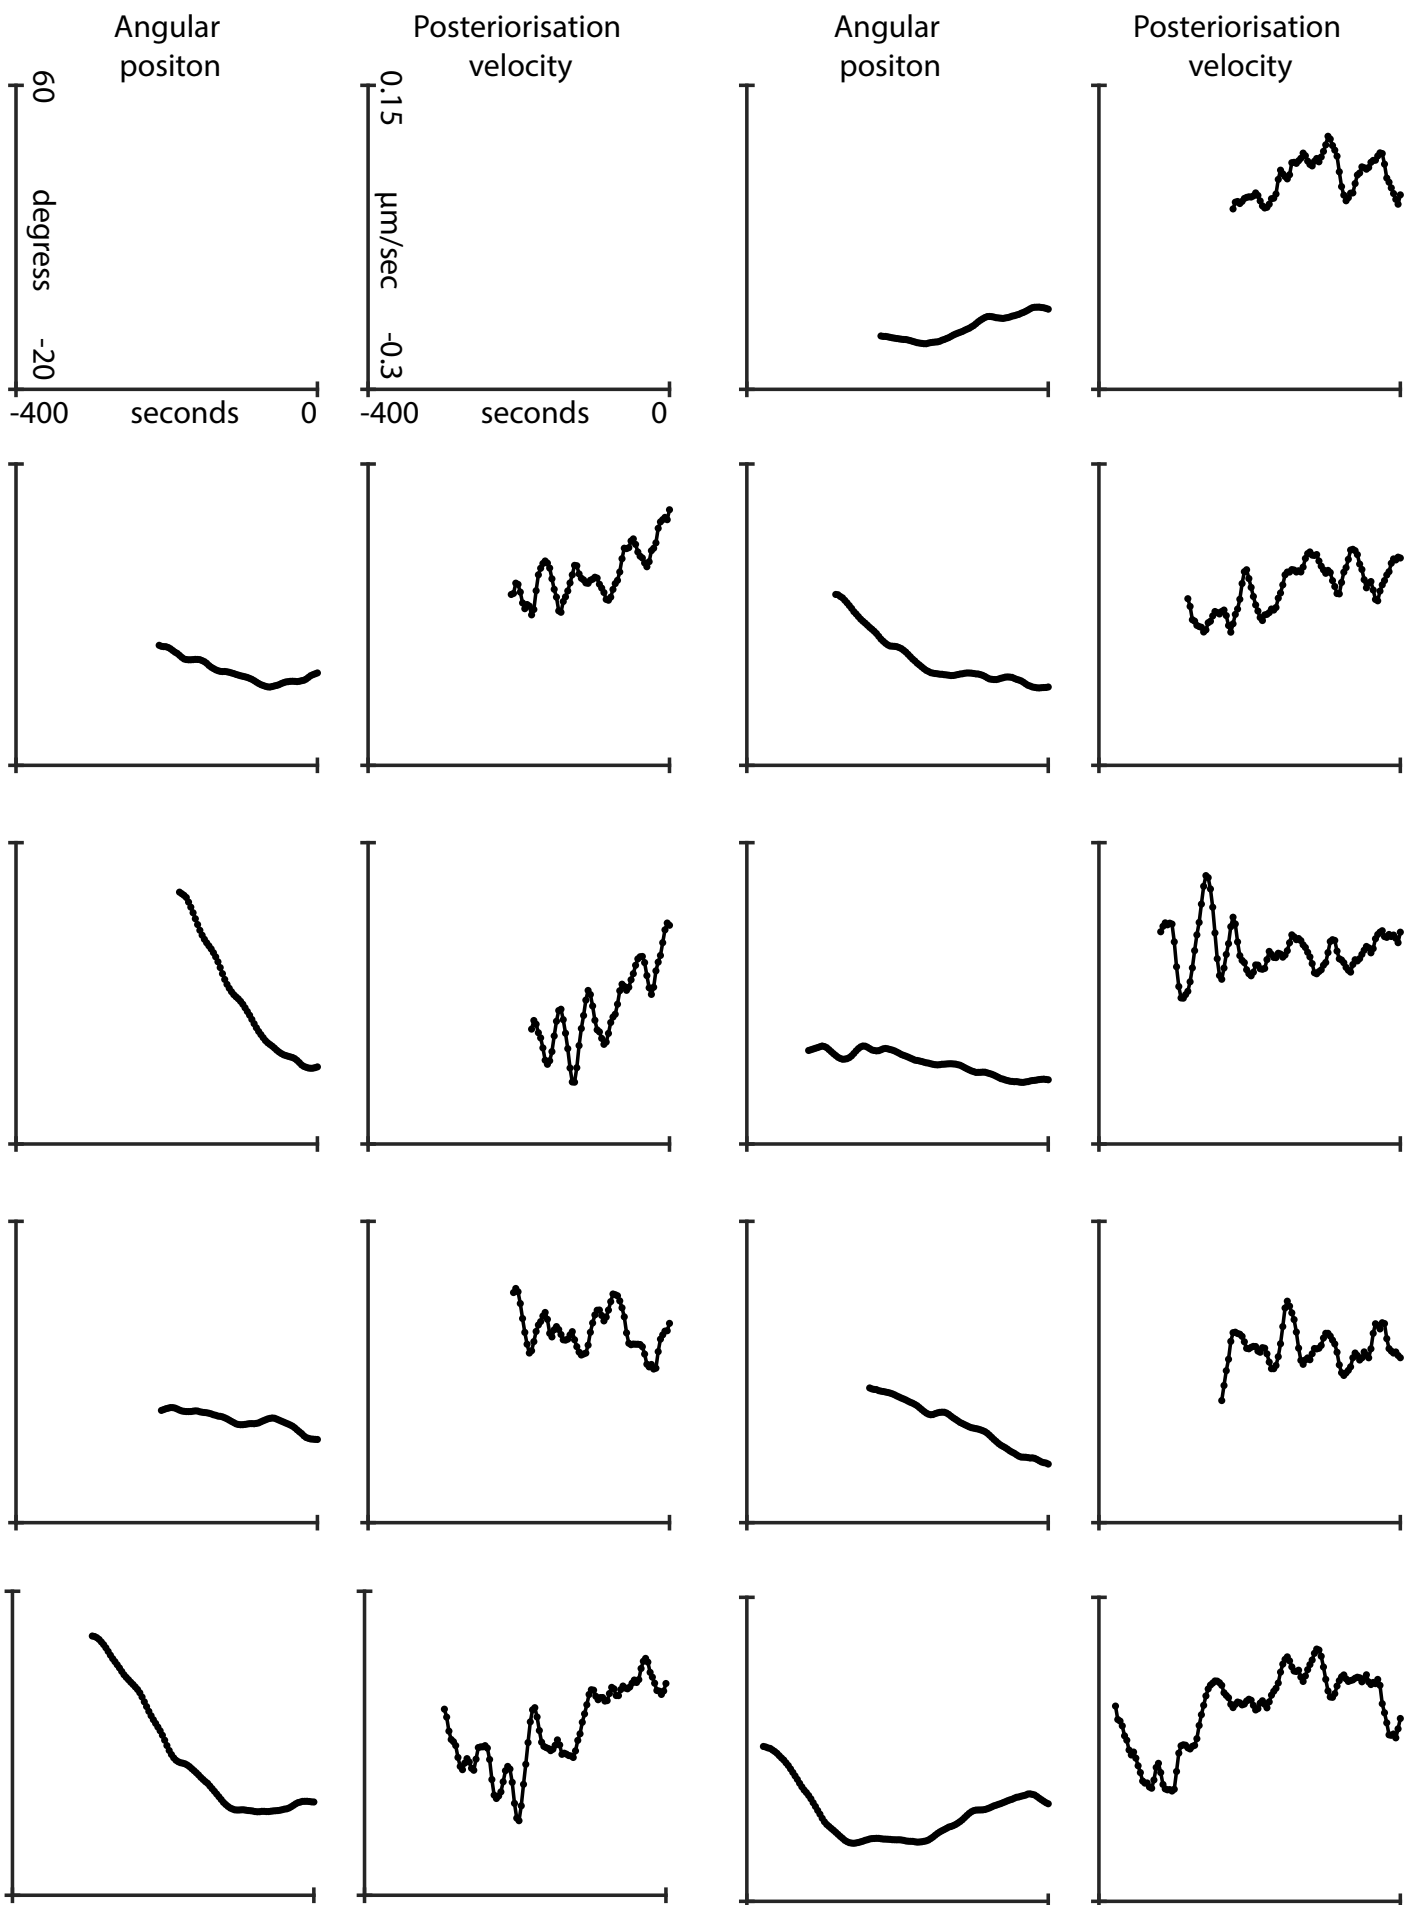 Angular
positon
Posteriorisation
velocity
Angular
positon
Posteriorisation
velocity
60
degress
-20
0.15
μm/sec
-0.3
-400 seconds 0
-400 seconds 0